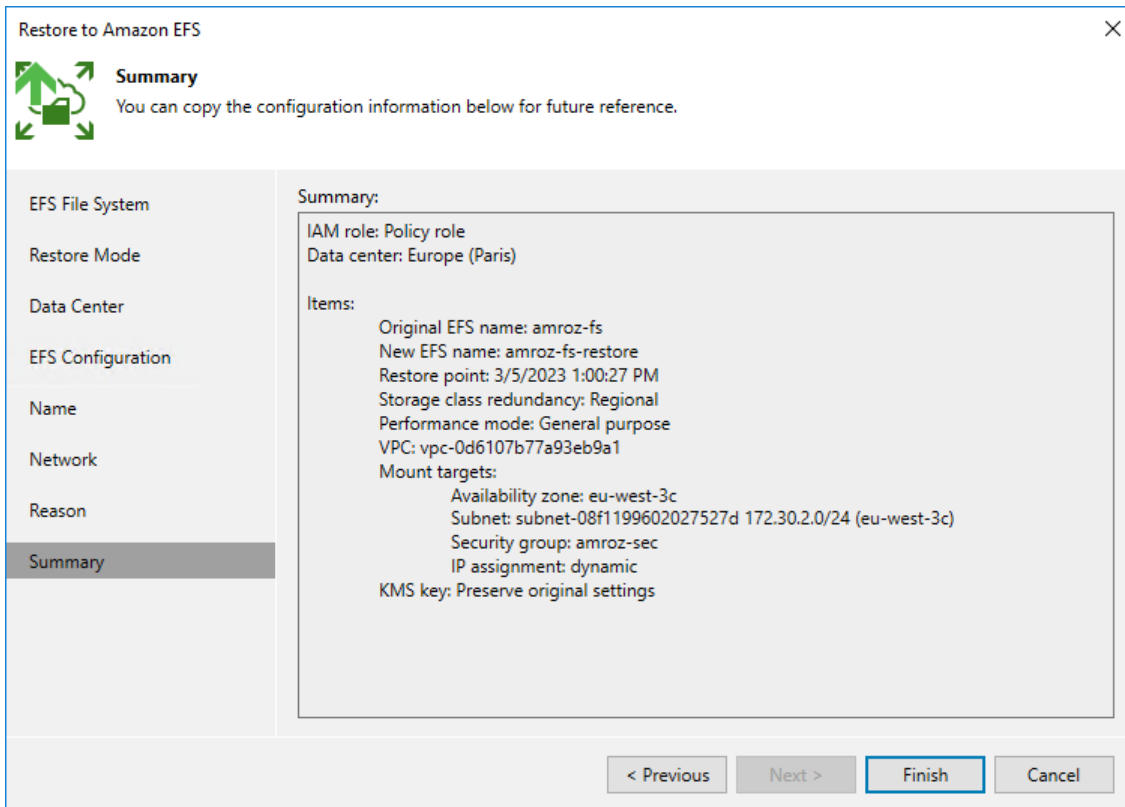 Restore to Amazon EFS
Summary
You can copy the configuration information below for future reference.
EFS File System
Restore Mode
Data Center
EFS Configuration
Name
Network
Reason
Summary
Summary:
IAM role: Policy role
Data center: Europe (Paris)
Items:
Original EFS name: amroz-fs
New EFS name: amroz-fs-restore
Restore point: 3/5/2023 1:00:27 PM
Storage class redundancy: Regional
Performance mode: General purpose
VPC: vpc-0d6107b77a93eb9a1
Mount targets:
Availability zone: eu-west-3c
Subnet: subnet-08f1199602027527d 172.30.2.0/24 (eu-west-3c)
Security group: amroz-sec
IP assignment: dynamic
KMS key: Preserve original settings
< Previous
Next >
Finish
Cancel